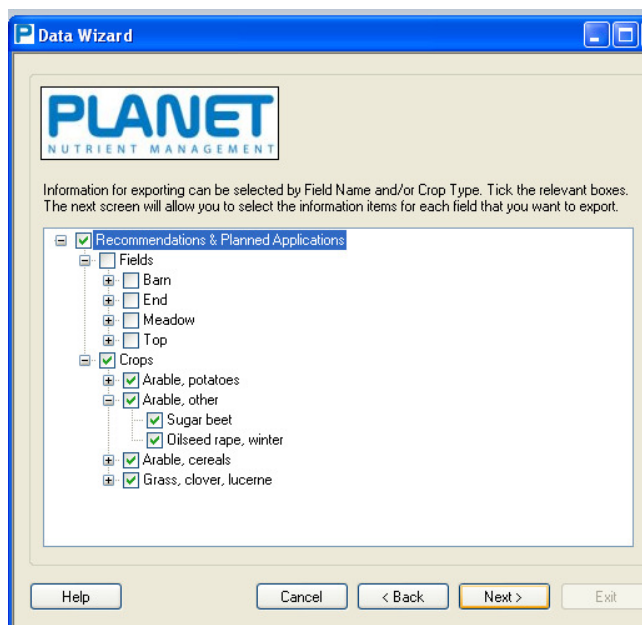 Data Wizard
PLANET
NUTRIENT MANAGEMENT
Information for exporting can be selected by Field Name and/or Crop Type. Tick the relevant boxes.
The next screen will allow you to select the information items for each field that you want to export.
Recommendations & Planned Applications
Fields
Barn
End
Meadow
Top
Crops
Arable, potatoes
Arable, other
Sugar beet
Oilseed rape, winter
Arable, cereals
Grass, clover, lucerne
Help Cancel < Back Next > Exit